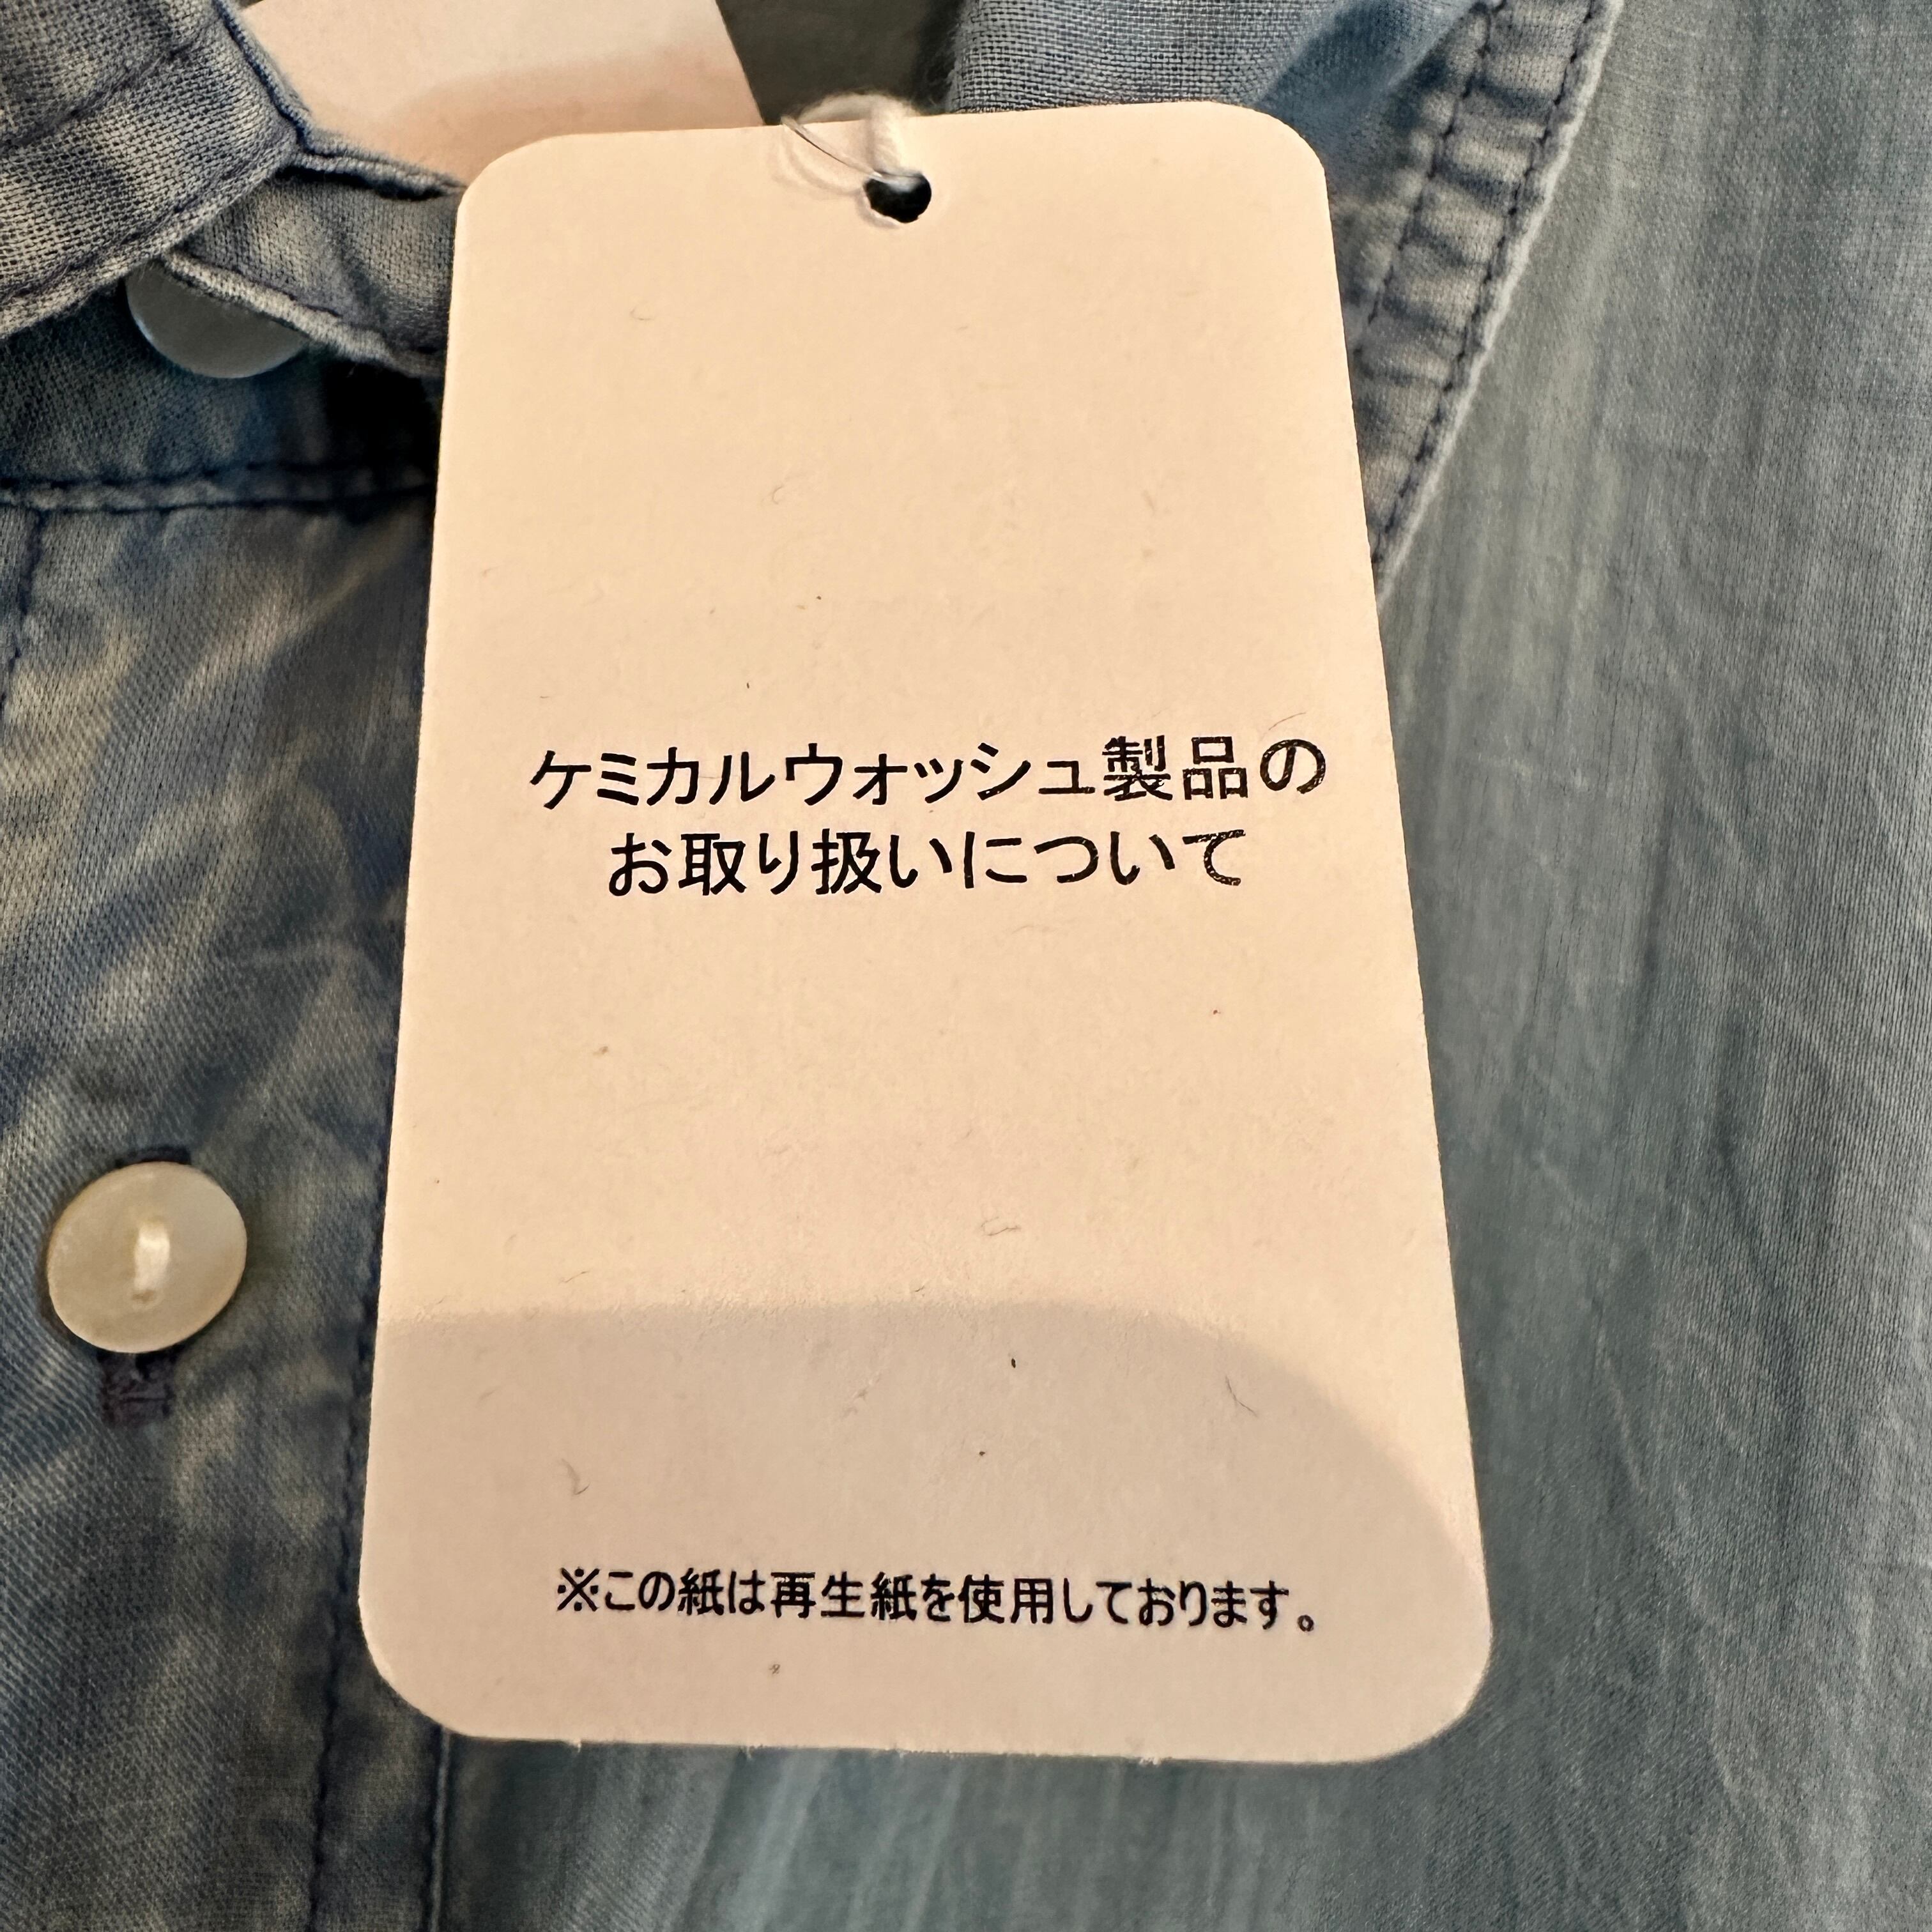 ケミカルウォッシュ製品の
お取り扱いについて
※この紙は再生紙を使用しております。